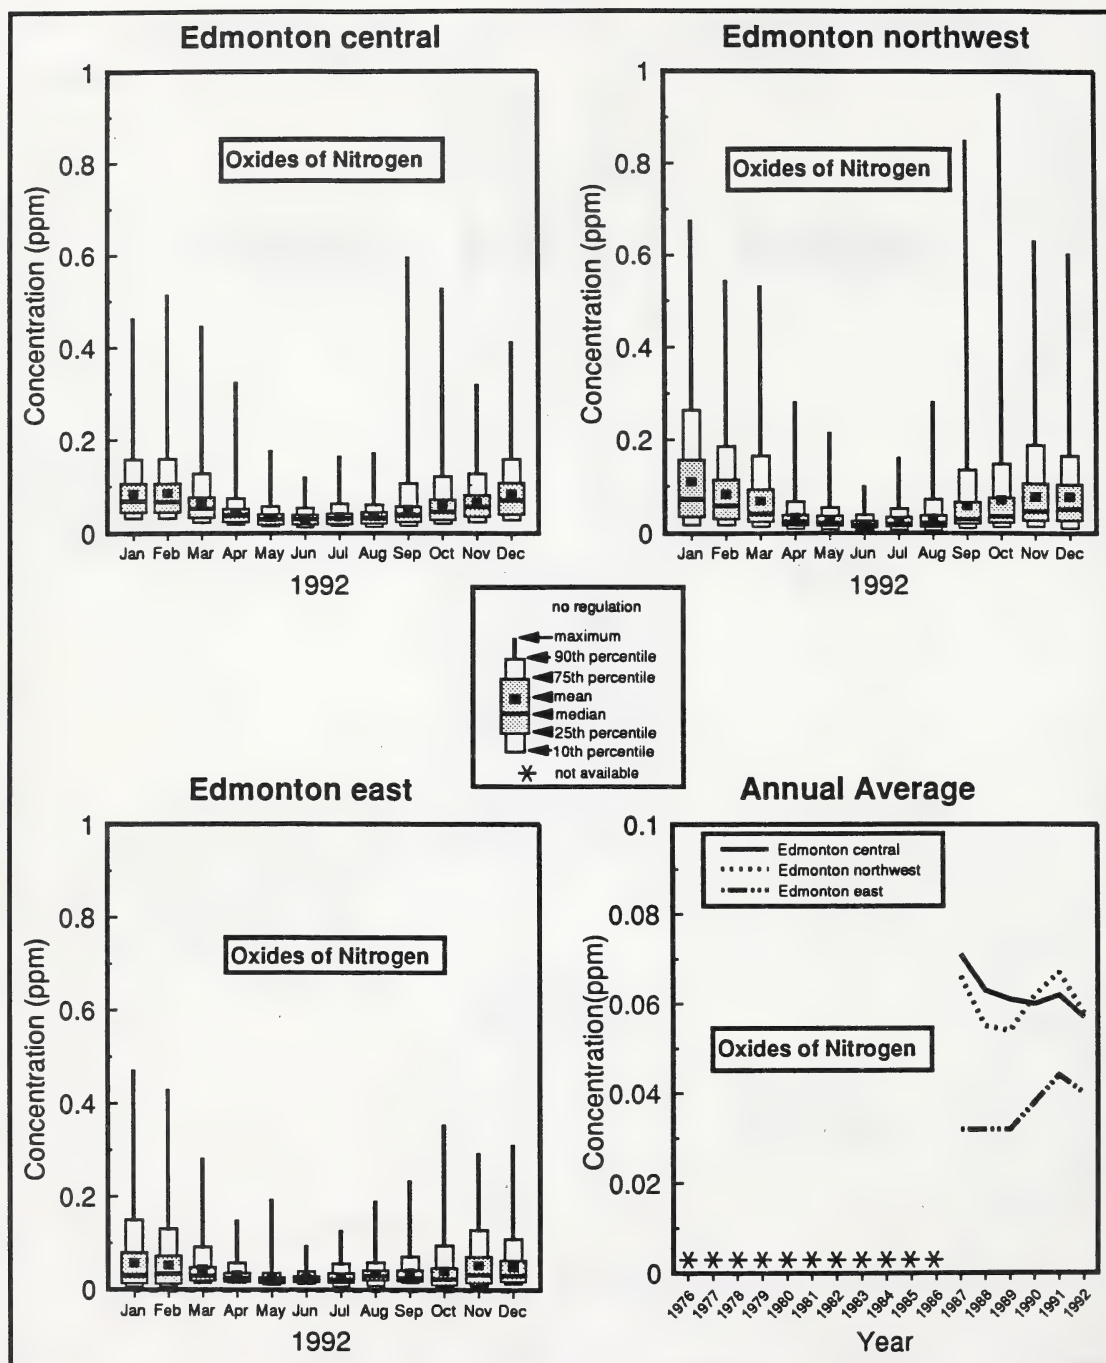 Edmonton central
1
0.8
0.6
0.4
0.2
0
Concentration (ppm)
Oxides of Nitrogen
Jan Feb Mar Apr May Jun Jul Aug Sep Oct Nov Dec
1992
Edmonton northwest
1
0.8
0.6
0.4
0.2
0
Concentration (ppm)
Oxides of Nitrogen
Jan Feb Mar Apr May Jun Jul Aug Sep Oct Nov Dec
1992
no regulation
maximum
90th percentile
75th percentile
mean
median
25th percentile
10th percentile
* not available
Edmonton east
1
0.8
0.6
0.4
0.2
0
Concentration (ppm)
Oxides of Nitrogen
Jan Feb Mar Apr May Jun Jul Aug Sep Oct Nov Dec
1992
Annual Average
0.1
0.08
0.06
0.04
0.02
0
Concentration(ppm)
Edmonton central
Edmonton northwest
Edmonton east
Oxides of Nitrogen
* * * * * * * * * * *
1976 1977 1978 1979 1980 1981 1982 1983 1984 1985 1986 1987 1988 1989 1990 1991 1992
Year